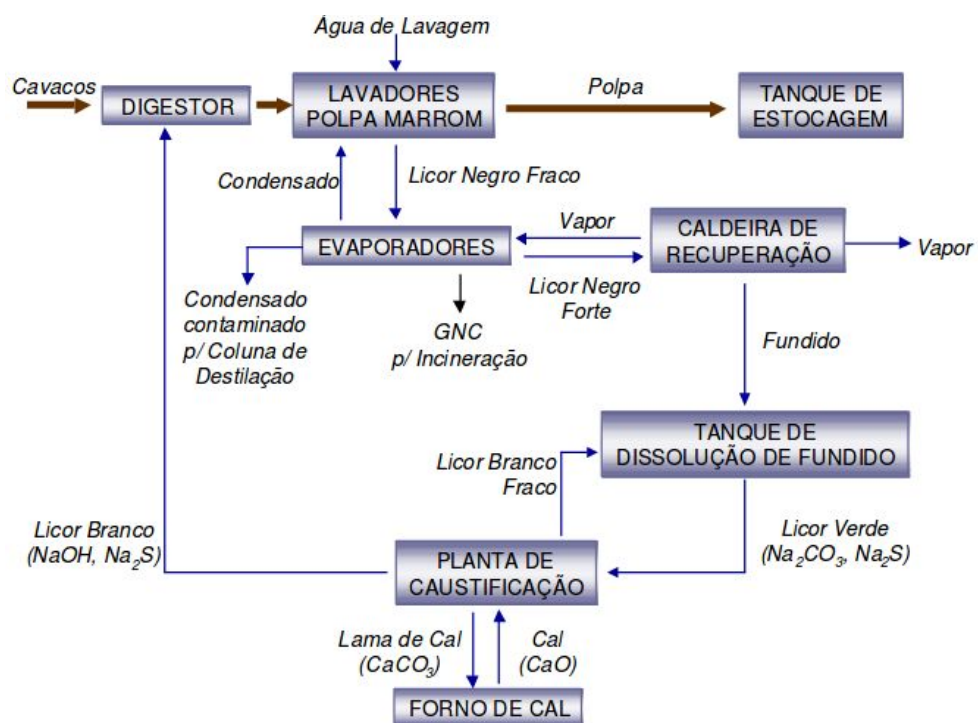 Água de Lavagem
Cavacos
DIGESTOR
LAVADORES
POLPA MARROM
Polpa
TANQUE DE
ESTOCAGEM
Condensado
Licor Negro Fraco
EVAPORADORES
Vapor
CALDEIRA DE
RECUPERAÇÃO
Vapor
Licor Negro
Forte
Condensado
contaminado
p/ Coluna de
Destilação
GNC
p/ Incineração
Fundido
TANQUE DE
DISSOLUÇÃO DE FUNDIDO
Licor Branco
Fraco
Licor Branco
(NaOH, Na₂S)
Licor Verde
(Na₂CO₃, Na₂S)
PLANTA DE
CAUSTIFICAÇÃO
Lama de Cal
(CaCO₃)
Cal
(CaO)
FORNO DE CAL